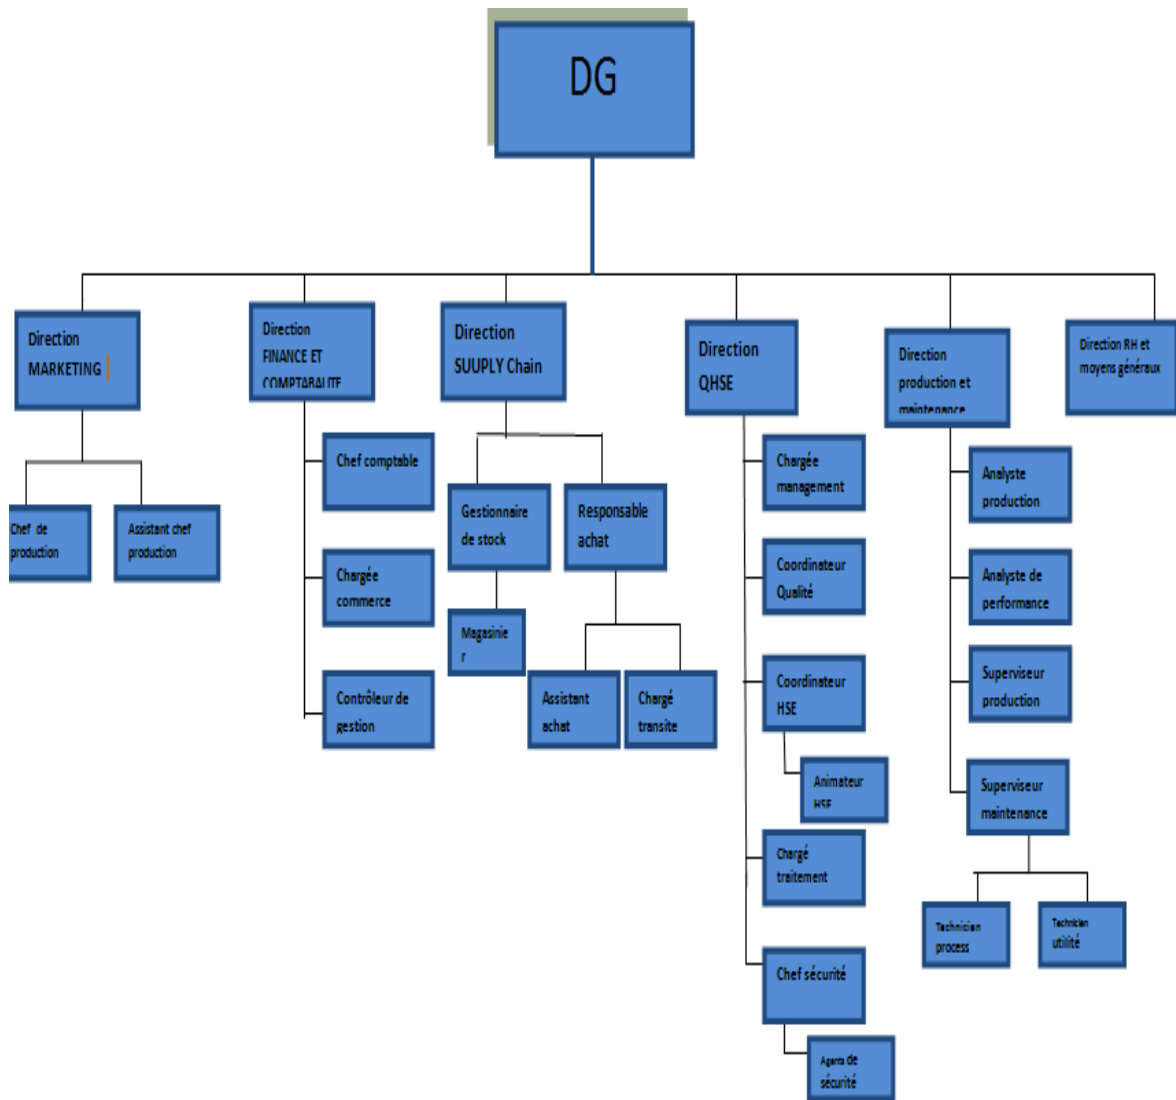 DG
Direction
MARKETING
Direction
FINANCE ET
COMPTABALITE
Direction
SUUPLY Chain
Direction
QHSE
Direction
production et
maintenance
Direction RH et
moyens généraux
Chef de
production
Assistant chef
production
Chef comptable
Chargée
commerce
Contrôleur de
gestion
Gestionnaire
de stock
Responsable
achat
Magasinie
r
Assistant
achat
Chargé
transite
Chargée
management
Coordinateur
Qualité
Coordinateur
HSE
Animateur
HSE
Chargé
traitement
Chef sécurité
Agents de
sécurité
Analyste
production
Analyste de
performance
Superviseur
production
Superviseur
maintenance
Technicien
process
Technicien
utilité